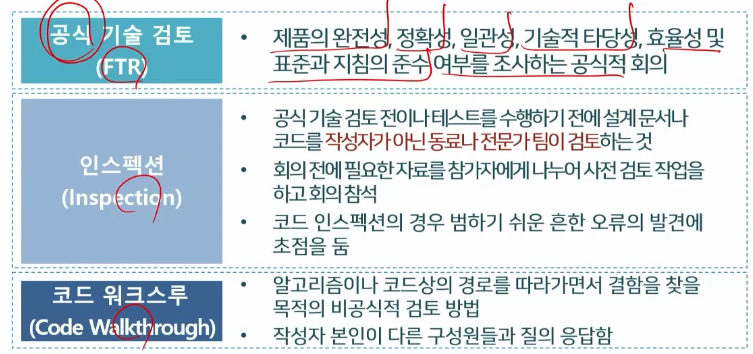 공식 기술 검토
(FTR)
• 제품의 완전성, 정확성, 일관성, 기술적 타당성, 효율성 및
표준과 지침의 준수 여부를 조사하는 공식적 회의
인스펙션
(Inspection)
• 공식 기술 검토 전이나 테스트를 수행하기 전에 설계 문서나
코드를 작성자가 아닌 동료나 전문가 팀이 검토하는 것
• 회의 전에 필요한 자료를 참가자에게 나누어 사전 검토 작업을
하고 회의 참석
• 코드 인스펙션의 경우 범하기 쉬운 흔한 오류의 발견에
초점을 둠
코드 워크스루
(Code Walkthrough)
• 알고리즘이나 코드상의 경로를 따라가면서 결함을 찾을
목적의 비공식적 검토 방법
• 작성자 본인이 다른 구성원들과 질의 응답함